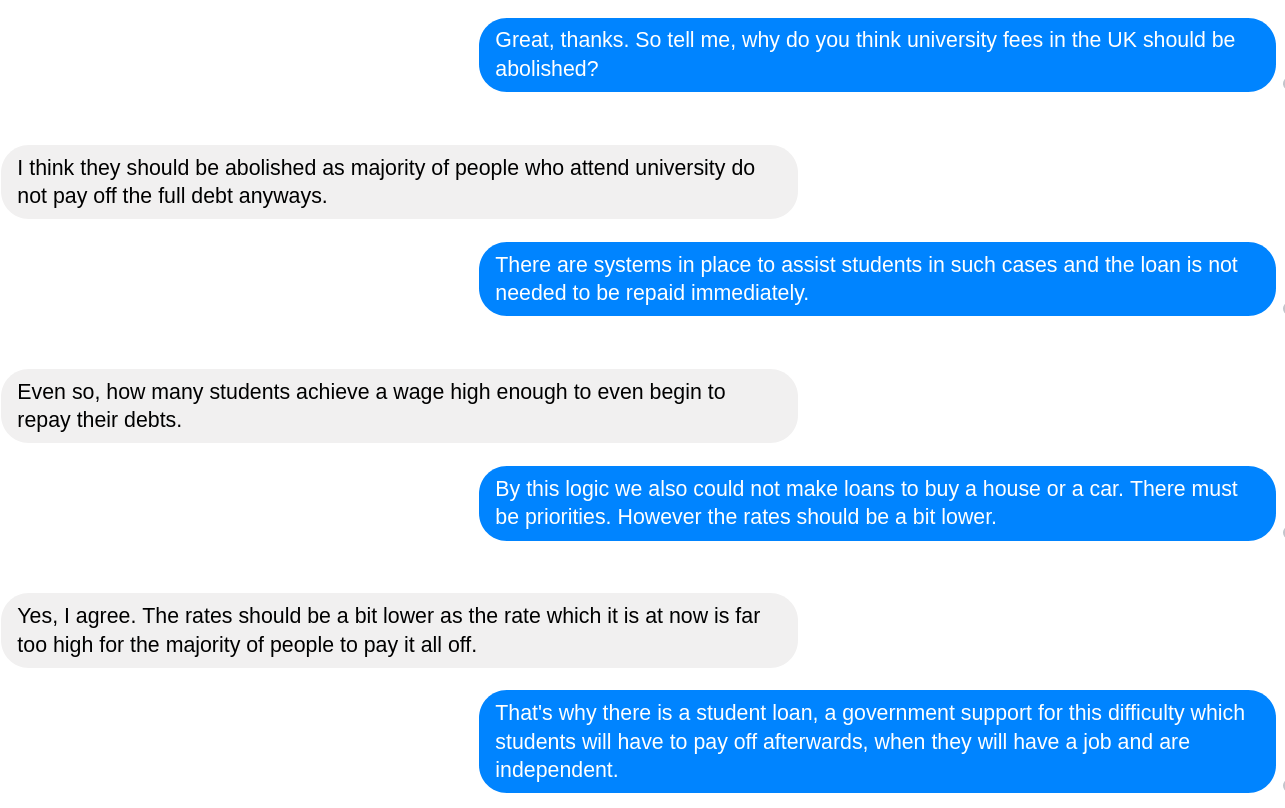 Great, thanks. So tell me, why do you think university fees in the UK should be
abolished?
I think they should be abolished as majority of people who attend university do
not pay off the full debt anyways.
There are systems in place to assist students in such cases and the loan is not
needed to be repaid immediately.
Even so, how many students achieve a wage high enough to even begin to
repay their debts.
By this logic we also could not make loans to buy a house or a car. There must
be priorities. However the rates should be a bit lower.
Yes, I agree. The rates should be a bit lower as the rate which it is at now is far
too high for the majority of people to pay it all off.
That's why there is a student loan, a government support for this difficulty which
students will have to pay off afterwards, when they will have a job and are
independent.